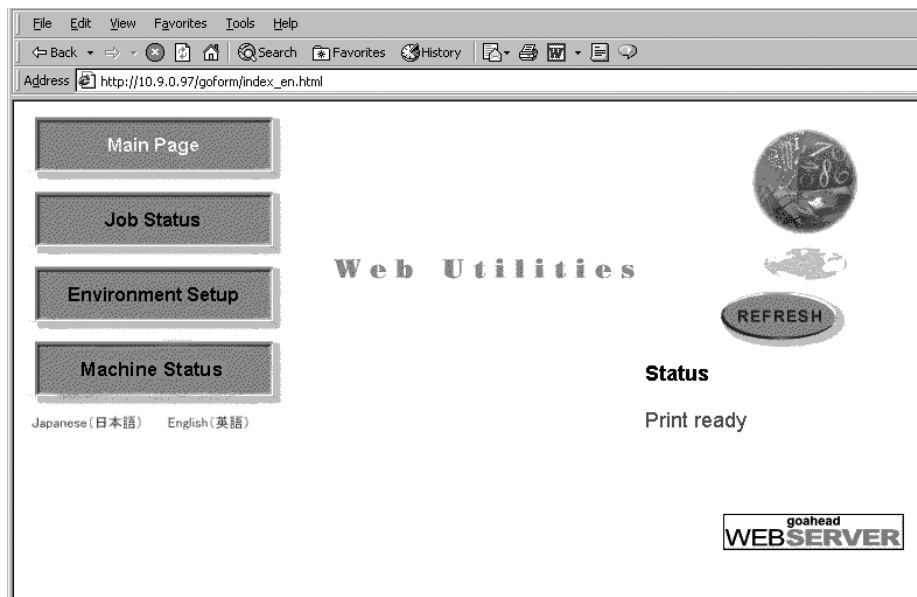 File Edit View Favorites Tools Help
Back Search Favorites History
Address http://10.9.0.97/goform/index_en.html
Main Page
Job Status
Environment Setup
Machine Status
Japanese(日本語) English(英語)
Web Utilities
REFRESH
Status
Print ready
goahead
WEBSERVER